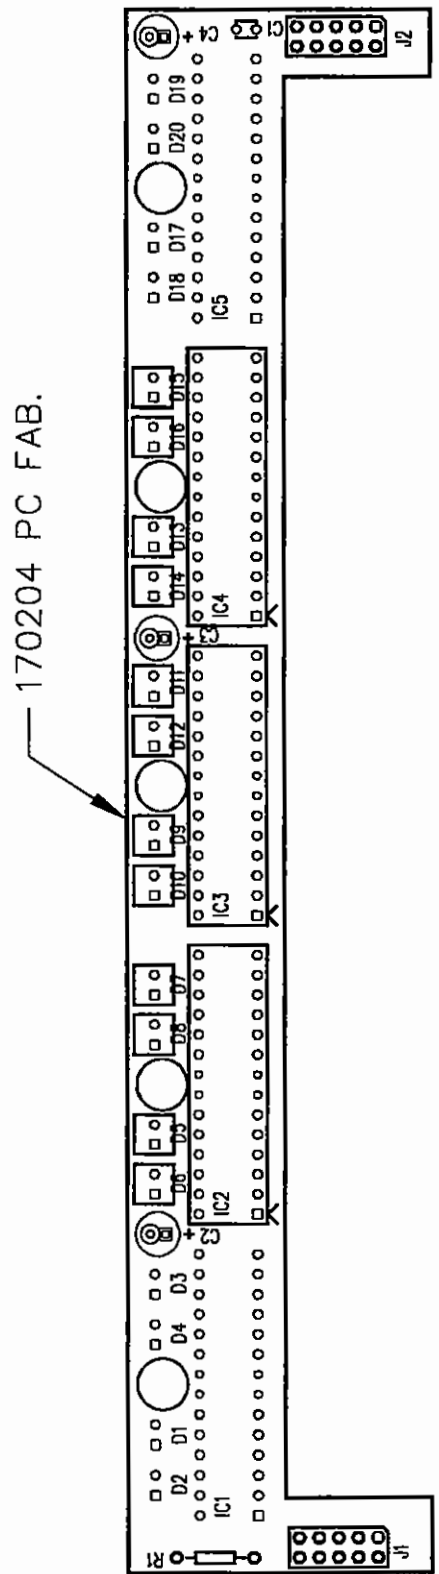 170204 PC FAB.
R1
D2
D1
D4
D3
D6
D5
D8
D7
D10
D9
D12
D11
D14
D13
D16
D15
D18
D17
D20
D19
C2
+
C3
+
C4
+
C1
IC1
IC2
IC3
IC4
IC5
J1
J2